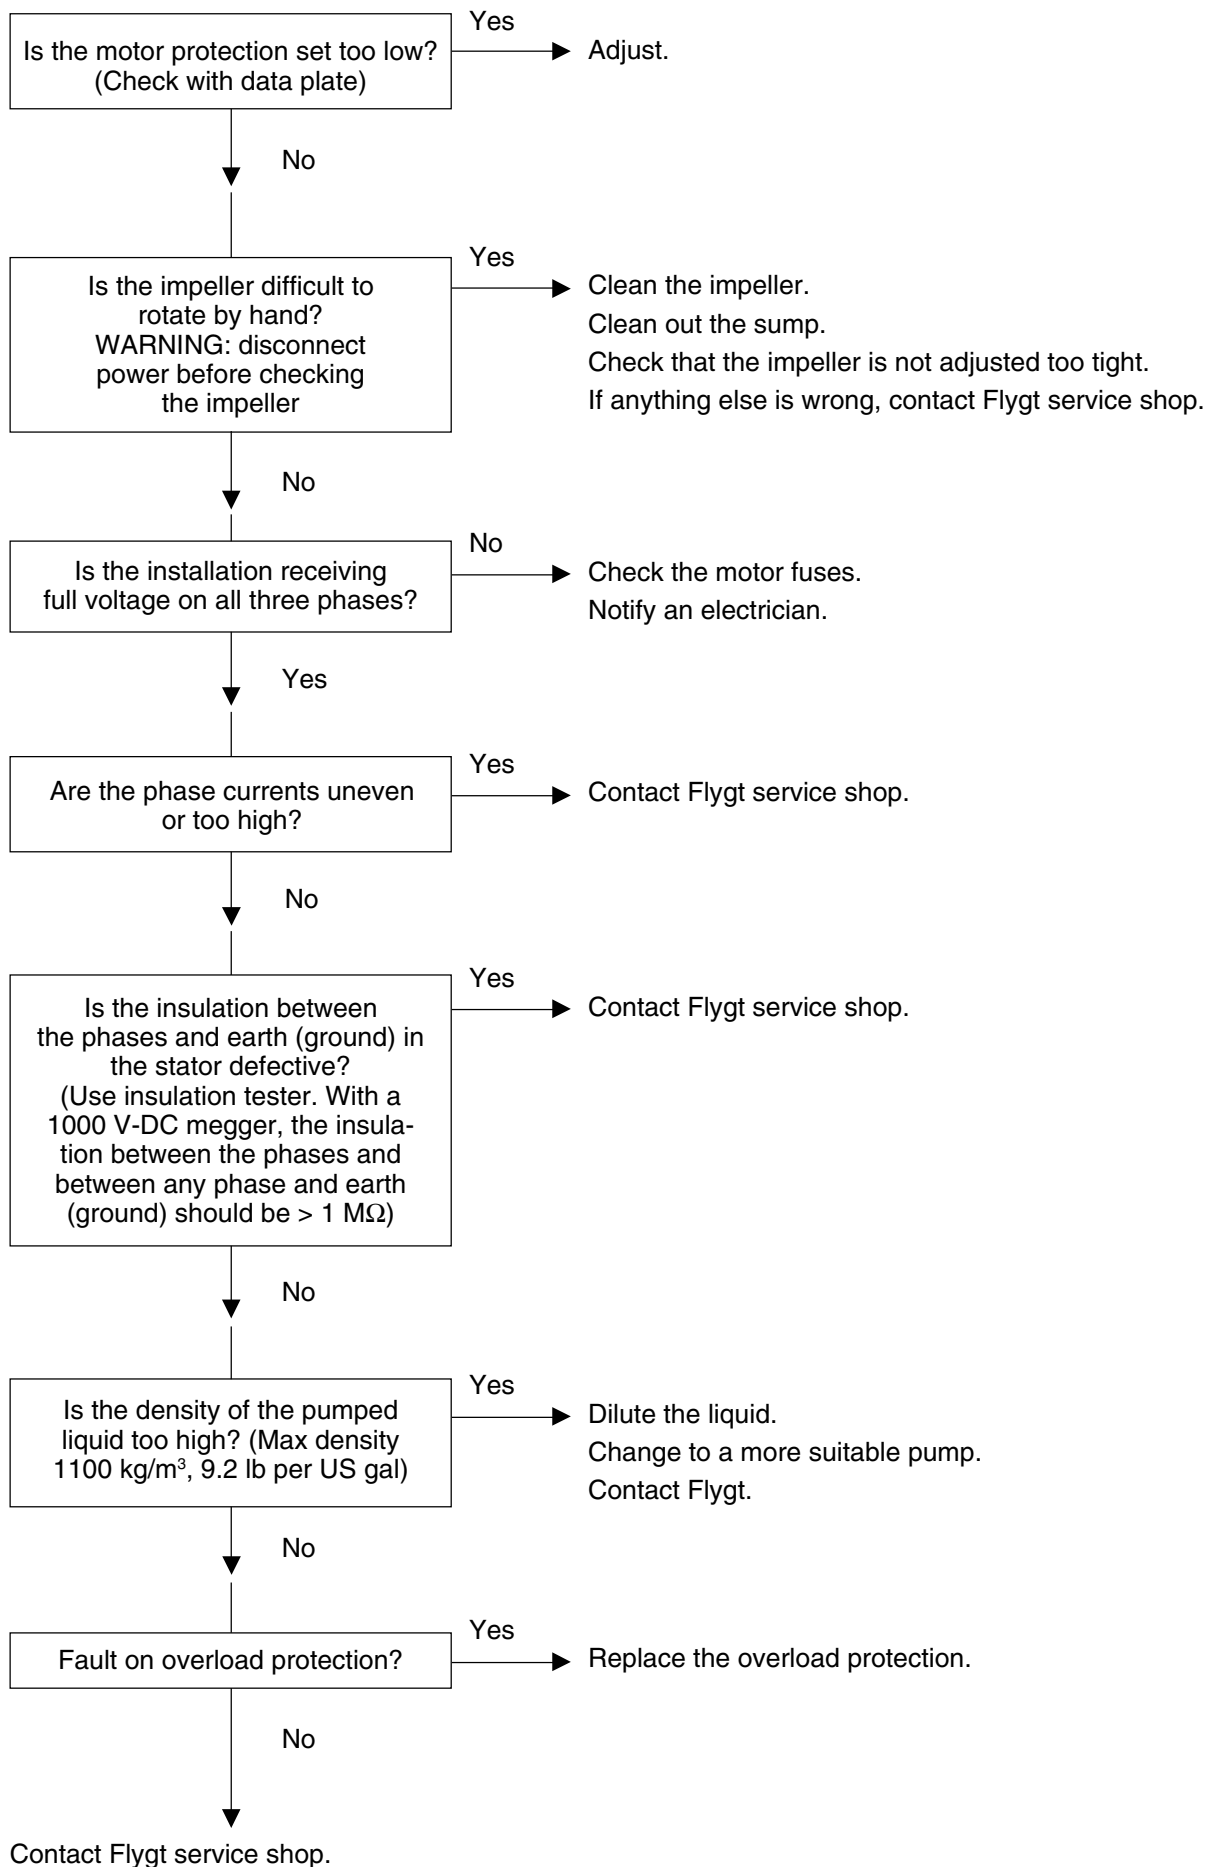 Is the motor protection set too low?
(Check with data plate)
Yes
Adjust.
No
Is the impeller difficult to
rotate by hand?
WARNING: disconnect
power before checking
the impeller
Yes
Clean the impeller.
Clean out the sump.
Check that the impeller is not adjusted too tight.
If anything else is wrong, contact Flygt service shop.
No
Is the installation receiving
full voltage on all three phases?
No
Check the motor fuses.
Notify an electrician.
Yes
Are the phase currents uneven
or too high?
Yes
Contact Flygt service shop.
No
Is the insulation between
the phases and earth (ground) in
the stator defective?
(Use insulation tester. With a
1000 V-DC megger, the insula-
tion between the phases and
between any phase and earth
(ground) should be > 1 MΩ)
Yes
Contact Flygt service shop.
No
Is the density of the pumped
liquid too high? (Max density
1100 kg/m³, 9.2 lb per US gal)
Yes
Dilute the liquid.
Change to a more suitable pump.
Contact Flygt.
No
Fault on overload protection?
Yes
Replace the overload protection.
No
Contact Flygt service shop.